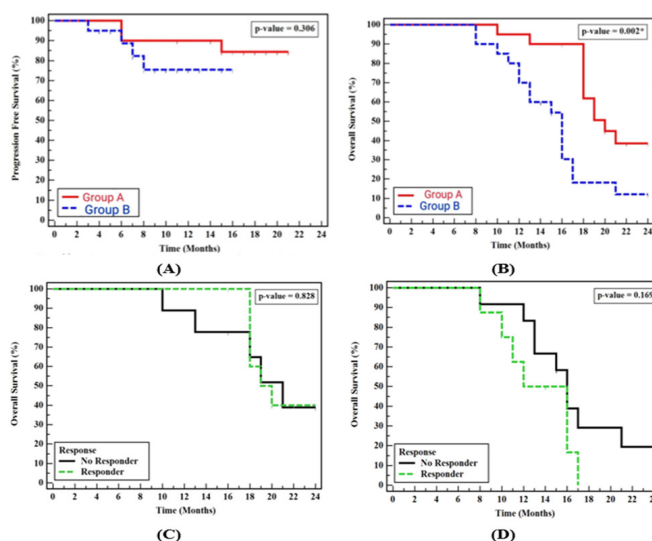 p-value = 0.306
Progression Free Survival (%)
100
90
80
70
60
50
40
30
20
10
0
Group A
Group B
0 2 4 6 8 10 12 14 16 18 20 22 24
Time (Months)
(A)
p-value = 0.002*
Overall Survival (%)
100
90
80
70
60
50
40
30
20
10
0
Group A
Group B
0 2 4 6 8 10 12 14 16 18 20 22 24
Time (Months)
(B)
p-value = 0.828
Overall Survival (%)
100
90
80
70
60
50
40
30
20
10
0
Response
No Responder
Responder
0 2 4 6 8 10 12 14 16 18 20 22 24
Time (Months)
(C)
p-value = 0.169
Overall Survival (%)
100
90
80
70
60
50
40
30
20
10
0
Response
No Responder
Responder
0 2 4 6 8 10 12 14 16 18 20 22 24
Time (Months)
(D)